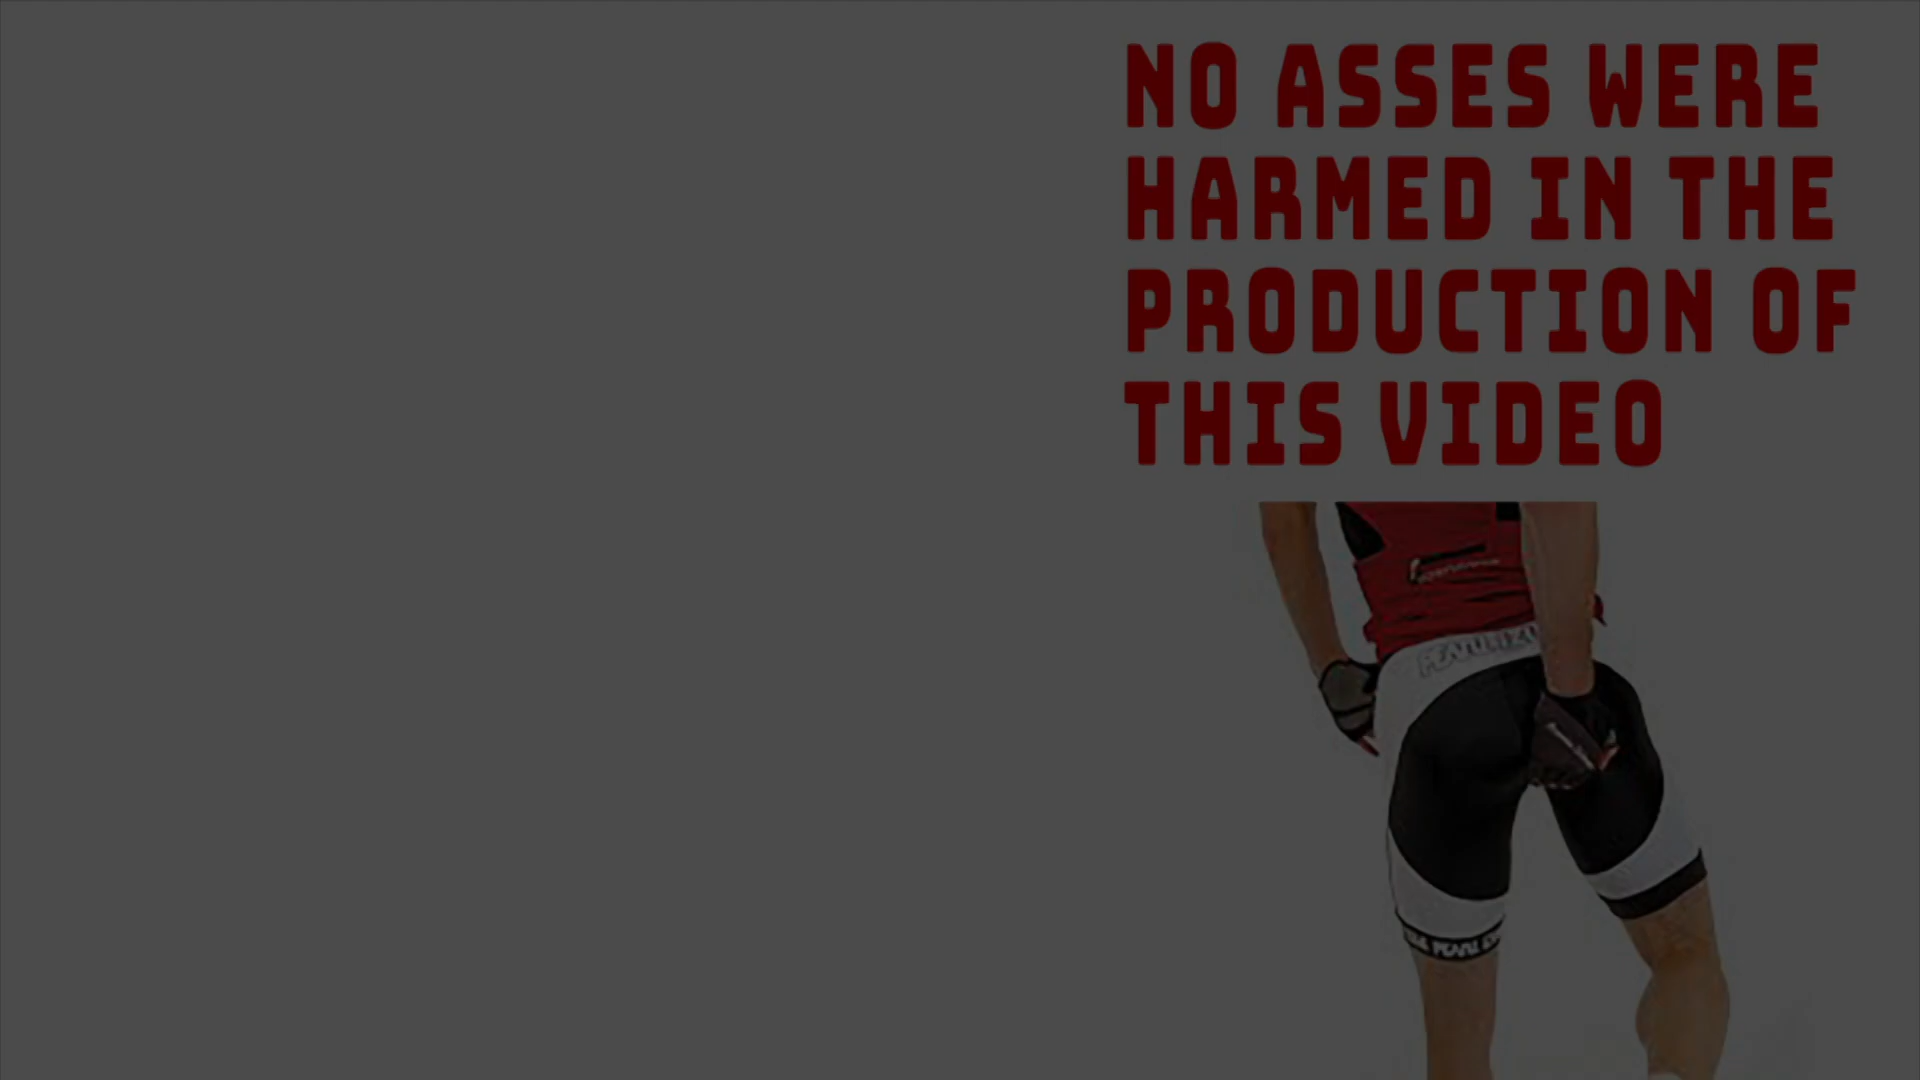 NO ASSES WERE
HARMED IN THE
PRODUCTION OF
THIS VIDEO